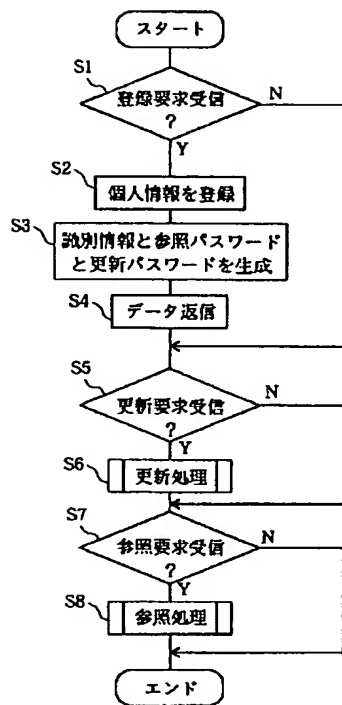 スタート
S1
登録要求受信
?
N
Y
S2
個人情報を登録
S3
識別情報と参照パスワード
と更新パスワードを生成
S4
データ返信
S5
更新要求受信
?
N
Y
S6
更新処理
S7
参照要求受信
?
N
Y
S8
参照処理
エンド